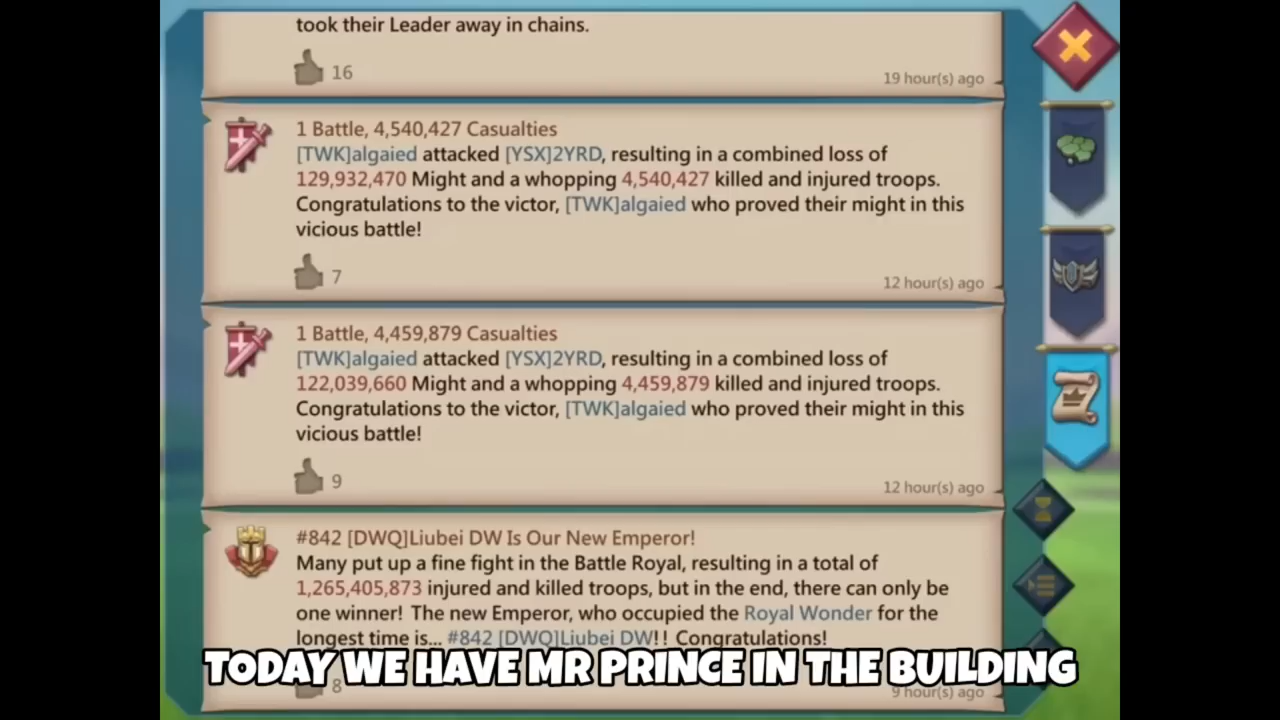 took their Leader away in chains.
16
19 hour(s) ago
1 Battle, 4,540,427 Casualties
[TWK]algaied attacked [YSX]2YRD, resulting in a combined loss of
129,932,470 Might and a whopping 4,540,427 killed and injured troops.
Congratulations to the victor, [TWK]algaied who proved their might in this
vicious battle!
7
12 hour(s) ago
1 Battle, 4,459,879 Casualties
[TWK]algaied attacked [YSX]2YRD, resulting in a combined loss of
122,039,660 Might and a whopping 4,459,879 killed and injured troops.
Congratulations to the victor, [TWK]algaied who proved their might in this
vicious battle!
9
12 hour(s) ago
#842 [DWQ]Liubei DW Is Our New Emperor!
Many put up a fine fight in the Battle Royal, resulting in a total of
1,265,405,873 injured and killed troops, but in the end, there can only be
one winner! The new Emperor, who occupied the Royal Wonder for the
longest time is... #842 [DWQ]Liubei DW!! Congratulations!
TODAY WE HAVE MR PRINCE IN THE BUILDING
8
9 hour(s) ago